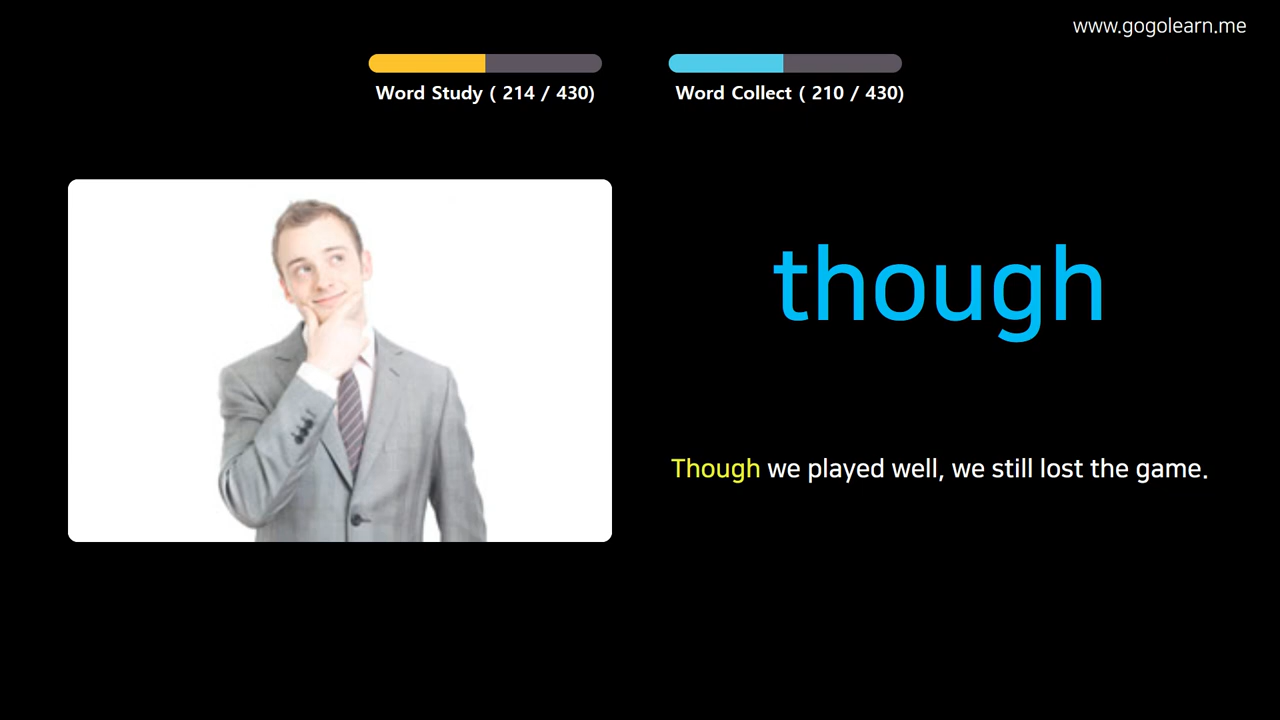 www.gogolearn.me
Word Study ( 214 / 430)
Word Collect ( 210 / 430)
though
Though we played well, we still lost the game.